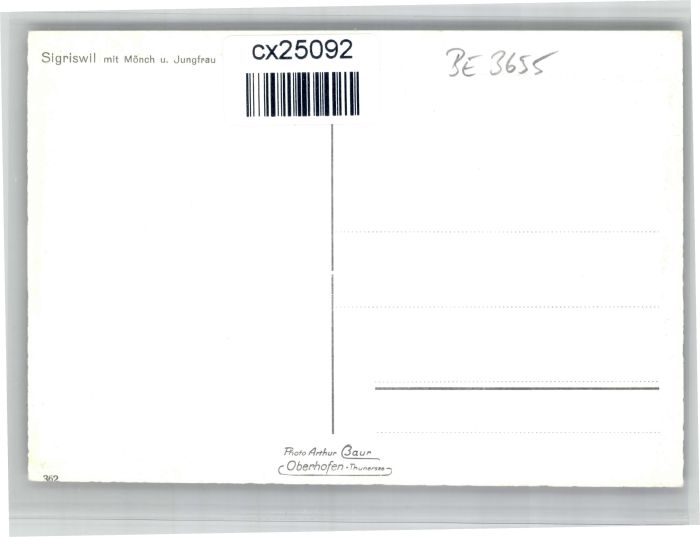 Sigriswil mit Mönch u. Jungfrau
cx25092
BE 3655
Photo Arthur Baur
Oberhofen - Thunersee
362